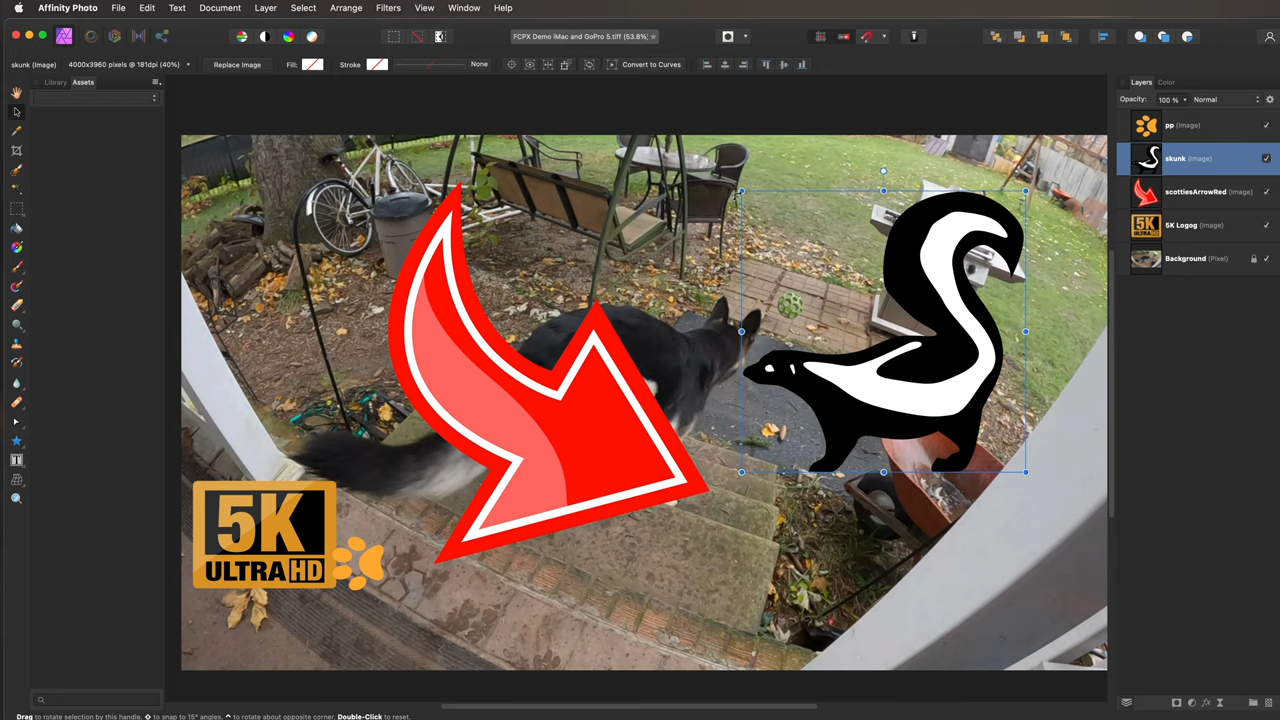 Affinity Photo File Edit Text Document Layer Select Arrange Filters View Window Help
FCPX Demo iMac and GoPro 5.tiff (53.8%) *
skunk (Image) 4000x3960 pixels @ 181dpi (40%) Replace Image Fill: Stroke None Convert to Curves
Library Assets
Layers Color
Opacity: 100 % Normal
pp (Image)
skunk (Image)
scottiesArrowRed (Image)
5K Logog (Image)
Background (Pixel)
5K
ULTRA HD
Drag to rotate selection by this handle. to snap to 15° angles. to rotate about opposite corner. Double-Click to reset.